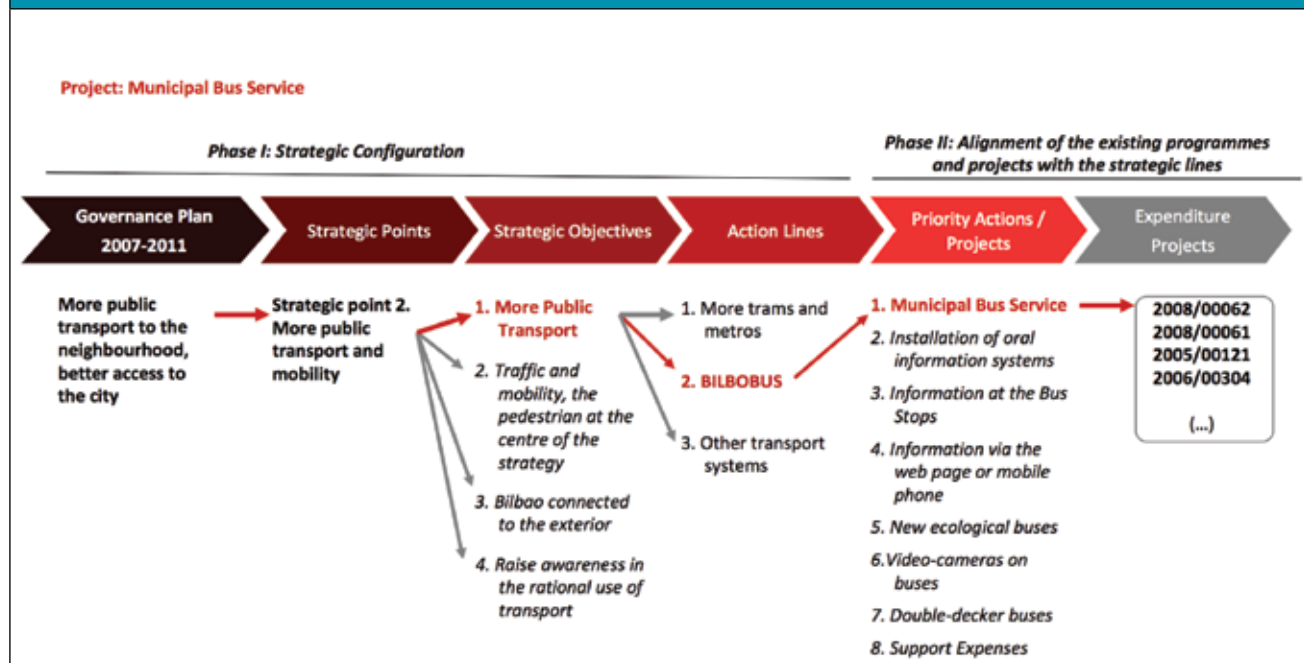 Project: Municipal Bus Service
Phase I: Strategic Configuration
Phase II: Alignment of the existing programmes
and projects with the strategic lines
Governance Plan
2007-2011
Strategic Points
Strategic Objectives
Action Lines
Priority Actions /
Projects
Expenditure
Projects
More public
transport to the
neighbourhood,
better access to
the city
Strategic point 2.
More public
transport and
mobility
1. More Public
Transport
2. Traffic and
mobility, the
pedestrian at the
centre of the
strategy
3. Bilbao connected
to the exterior
4. Raise awareness in
the rational use of
transport
1. More trams and
metros
2. BILBOBUS
3. Other transport
systems
1. Municipal Bus Service
2. Installation of oral
information systems
3. Information at the Bus
Stops
4. Information via the
web page or mobile
phone
5. New ecological buses
6.Video-cameras on
buses
7. Double-decker buses
8. Support Expenses
2008/00062
2008/00061
2005/00121
2006/00304
(...)